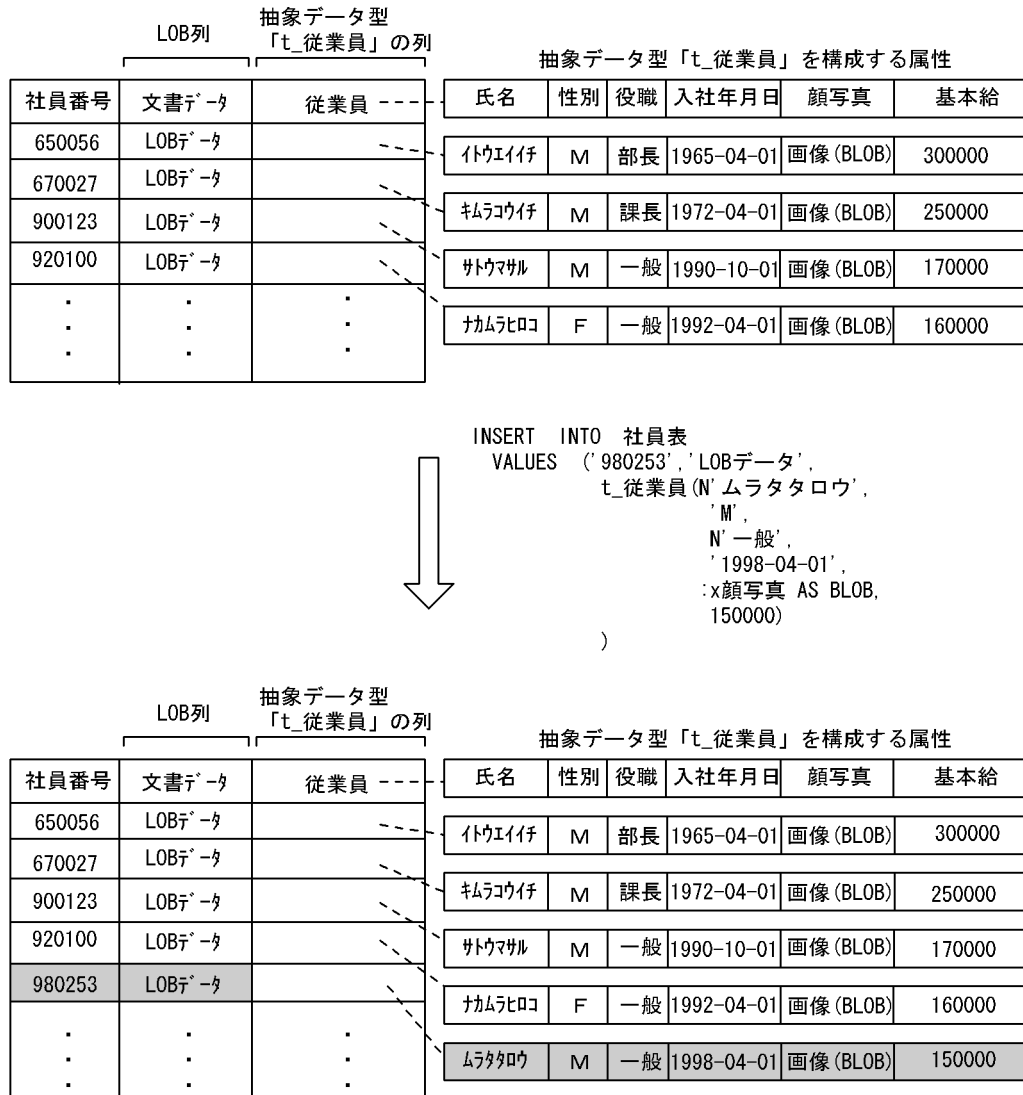 LOB列
抽象データ型
「t_従業員」の列
抽象データ型「t_従業員」を構成する属性
社員番号 文書ﾃﾞｰﾀ 従業員 氏名 性別 役職 入社年月日 顔写真 基本給
650056 LOBﾃﾞｰﾀ ｲﾄｳｴｲｲﾁ M 部長 1965-04-01 画像(BLOB) 300000
670027 LOBﾃﾞｰﾀ ｷﾑﾗｺｳｲﾁ M 課長 1972-04-01 画像(BLOB) 250000
900123 LOBﾃﾞｰﾀ ｻﾄｳﾏｻﾙ M 一般 1990-10-01 画像(BLOB) 170000
920100 LOBﾃﾞｰﾀ ﾅｶﾑﾗﾋﾛｺ F 一般 1992-04-01 画像(BLOB) 160000
INSERT INTO 社員表
VALUES ('980253','LOBデータ',
t_従業員(N'ムラタタロウ',
'M',
N'一般',
'1998-04-01',
:x顔写真 AS BLOB,
150000)
)
LOB列
抽象データ型
「t_従業員」の列
抽象データ型「t_従業員」を構成する属性
社員番号 文書ﾃﾞｰﾀ 従業員 氏名 性別 役職 入社年月日 顔写真 基本給
650056 LOBﾃﾞｰﾀ ｲﾄｳｴｲｲﾁ M 部長 1965-04-01 画像(BLOB) 300000
670027 LOBﾃﾞｰﾀ ｷﾑﾗｺｳｲﾁ M 課長 1972-04-01 画像(BLOB) 250000
900123 LOBﾃﾞｰﾀ ｻﾄｳﾏｻﾙ M 一般 1990-10-01 画像(BLOB) 170000
920100 LOBﾃﾞｰﾀ ﾅｶﾑﾗﾋﾛｺ F 一般 1992-04-01 画像(BLOB) 160000
980253 LOBﾃﾞｰﾀ ﾑﾗﾀﾀﾛｳ M 一般 1998-04-01 画像(BLOB) 150000